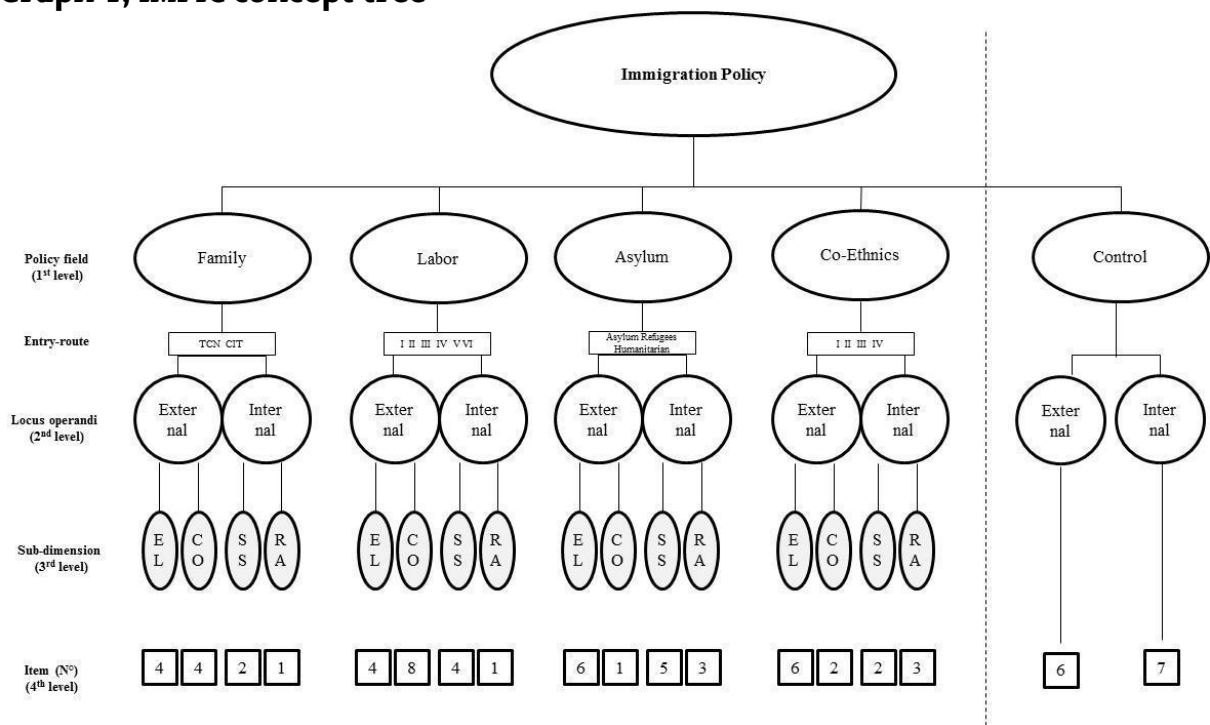 Graph 1, IMPIC concept tree
Immigration Policy
Policy field
(1st level)
Family
Labor
Asylum
Co-Ethnics
Control
Entry-route
TCN CIT
I II III IV V VI
Asylum Refugees
Humanitarian
I II III IV
Locus operandi
(2nd level)
Exter
nal
Inter
nal
Exter
nal
Inter
nal
Exter
nal
Inter
nal
Exter
nal
Inter
nal
Exter
nal
Inter
nal
Sub-dimension
(3rd level)
E
L
C
O
S
S
R
A
E
L
C
O
S
S
R
A
E
L
C
O
S
S
R
A
E
L
C
O
S
S
R
A
Item (N°)
(4th level)
4 4 2 1
4 8 4 1
6 1 5 3
6 2 2 3
6
7